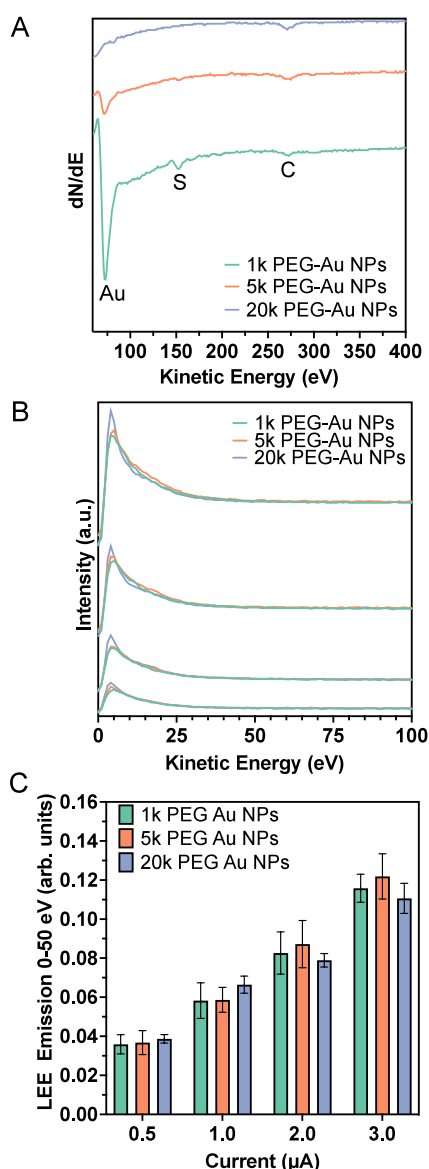 A
dN/dE
Au
S
C
1k PEG-Au NPs
5k PEG-Au NPs
20k PEG-Au NPs
75 100 150 200 250 300 350 400
Kinetic Energy (eV)
B
1k PEG-Au NPs
5k PEG-Au NPs
20k PEG-Au NPs
Intensity (a.u.)
0 25 50 75 100
Kinetic Energy (eV)
C
LEE Emission 0-50 eV (arb. units)
0.16
0.14
0.12
0.10
0.08
0.06
0.04
0.02
0.00
1k PEG Au NPs
5k PEG Au NPs
20k PEG Au NPs
0.5 1.0 2.0 3.0
Current (μA)